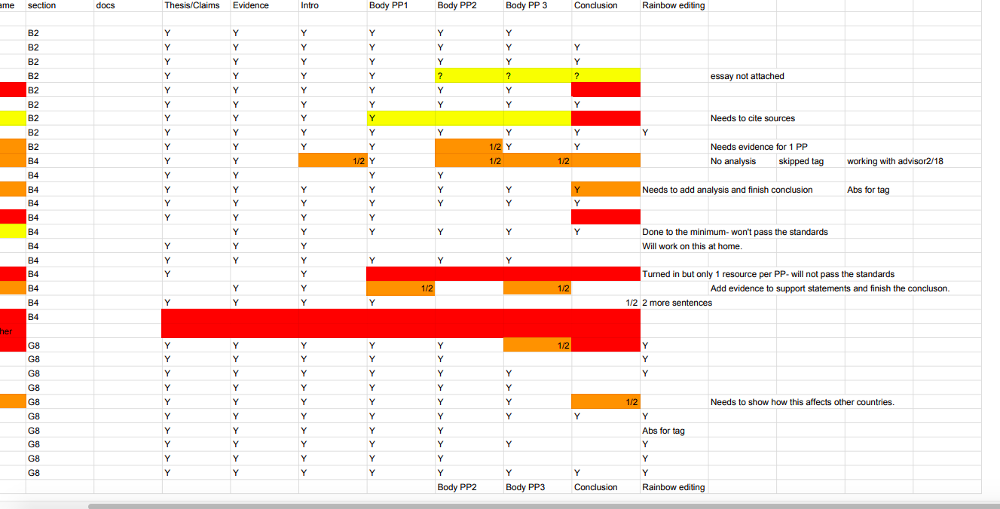 ame section docs Thesis/Claims Evidence Intro Body PP1 Body PP2 Body PP 3 Conclusion Rainbow editing
B2 Y Y Y Y Y Y
B2 Y Y Y Y Y Y Y
B2 Y Y Y Y Y Y Y
B2 Y Y Y Y ? ? ? essay not attached
B2 Y Y Y Y Y Y
B2 Y Y Y Y Y Y Y
B2 Y Y Y Y Needs to cite sources
B2 Y Y Y Y Y Y Y Y
B2 Y Y Y Y 1/2 Y Y Needs evidence for 1 PP
B4 Y Y 1/2 Y 1/2 1/2 No analysis skipped tag working with advisor2/18
B4 Y Y Y Y
B4 Y Y Y Y Y Y Y Needs to add analysis and finish conclusion Abs for tag
B4 Y Y Y Y Y Y Y
B4 Y Y Y Y
B4 Y Y Y Y Y Y Done to the minimum- won't pass the standards
B4 Y Y Y Will work on this at home.
B4 Y Y Y Y Y Y
B4 Y Y Turned in but only 1 resource per PP- will not pass the standards
B4 Y Y 1/2 1/2 Add evidence to support statements and finish the concluson.
B4 Y Y Y Y 1/2 2 more sentences
B4
her
G8 Y Y Y Y Y 1/2 Y
G8 Y Y Y Y Y Y
G8 Y Y Y Y Y Y Y
G8 Y Y Y Y Y Y
G8 Y Y Y Y Y Y 1/2 Needs to show how this affects other countries.
G8 Y Y Y Y Y Y Y Y
G8 Y Y Y Y Y Abs for tag
G8 Y Y Y Y Y Y Y
G8 Y Y Y Y Y Y
G8 Y Y Y Y Y Y Y Y
Body PP2 Body PP3 Conclusion Rainbow editing